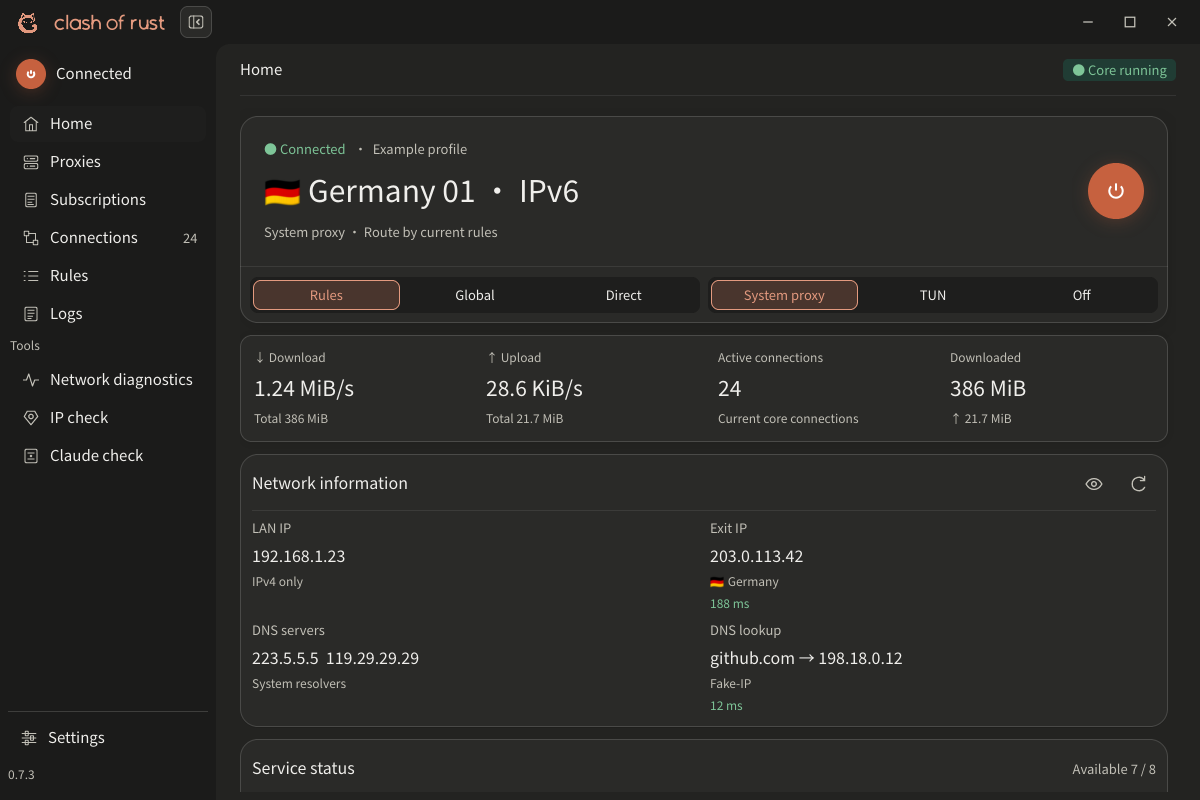 clash of rust
Connected
Home
Proxies
Subscriptions
Connections 24
Rules
Logs
Tools
Network diagnostics
IP check
Claude check
Settings
0.7.3
Home
Core running
Connected • Example profile
Germany 01 • IPv6
System proxy • Route by current rules
Rules Global Direct System proxy TUN Off
↓ Download
1.24 MiB/s
Total 386 MiB
↑ Upload
28.6 KiB/s
Total 21.7 MiB
Active connections
24
Current core connections
Downloaded
386 MiB
↑ 21.7 MiB
Network information
LAN IP
192.168.1.23
IPv4 only
Exit IP
203.0.113.42
Germany
188 ms
DNS servers
223.5.5.5 119.29.29.29
System resolvers
DNS lookup
github.com → 198.18.0.12
Fake-IP
12 ms
Service status
Available 7 / 8